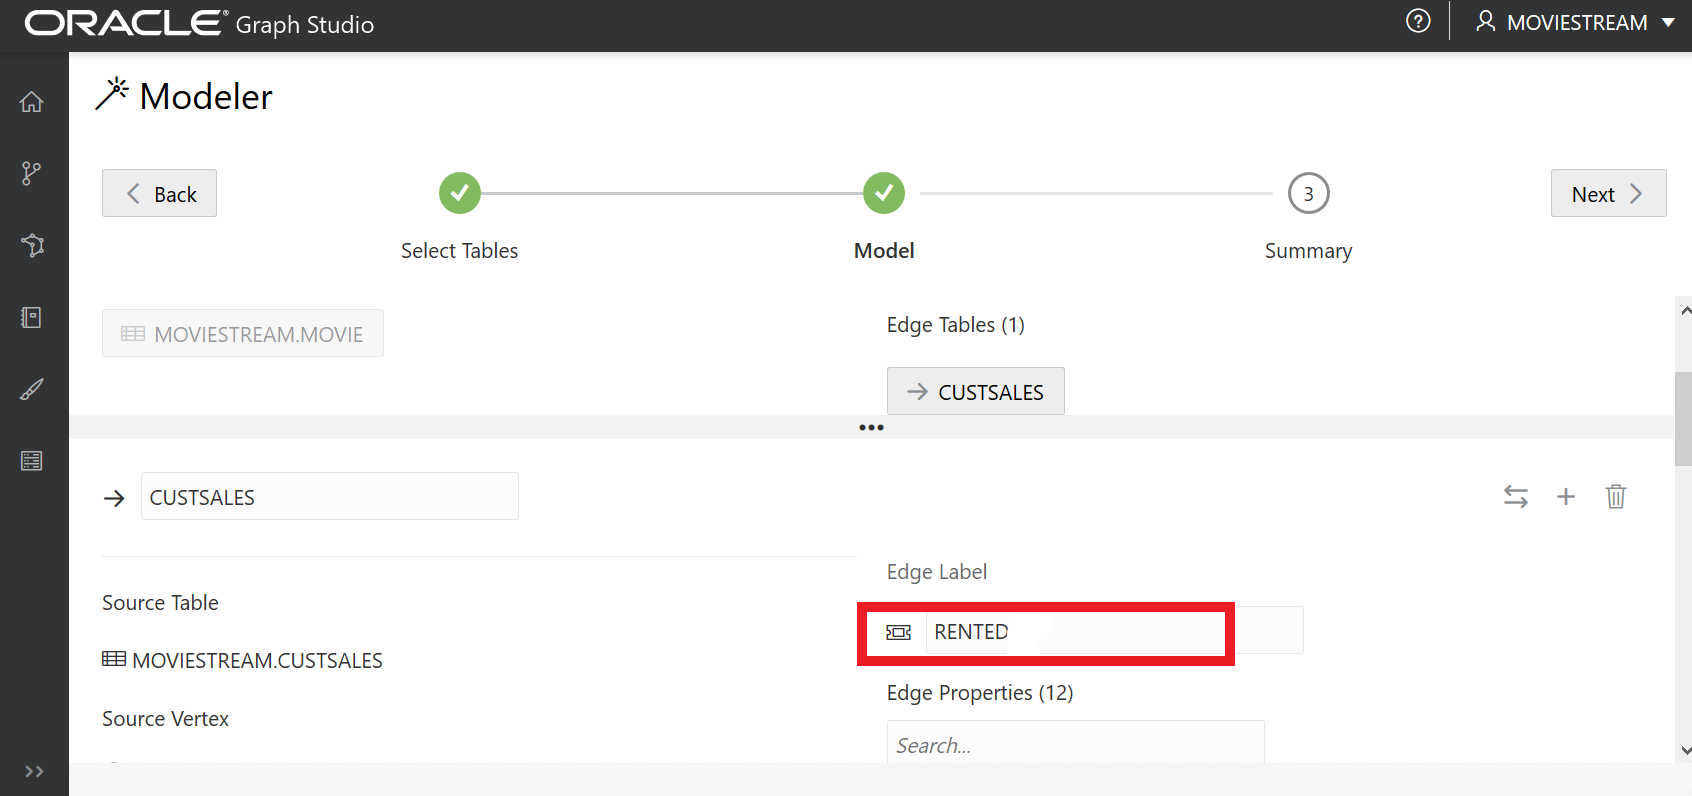 ORACLE® Graph Studio
MOVIESTREAM
Modeler
Back
Next
3
Select Tables
Model
Summary
MOVIESTREAM.MOVIE
Edge Tables (1)
CUSTSALES
CUSTSALES
Edge Label
Source Table
RENTED
MOVIESTREAM.CUSTSALES
Edge Properties (12)
Source Vertex
Search...